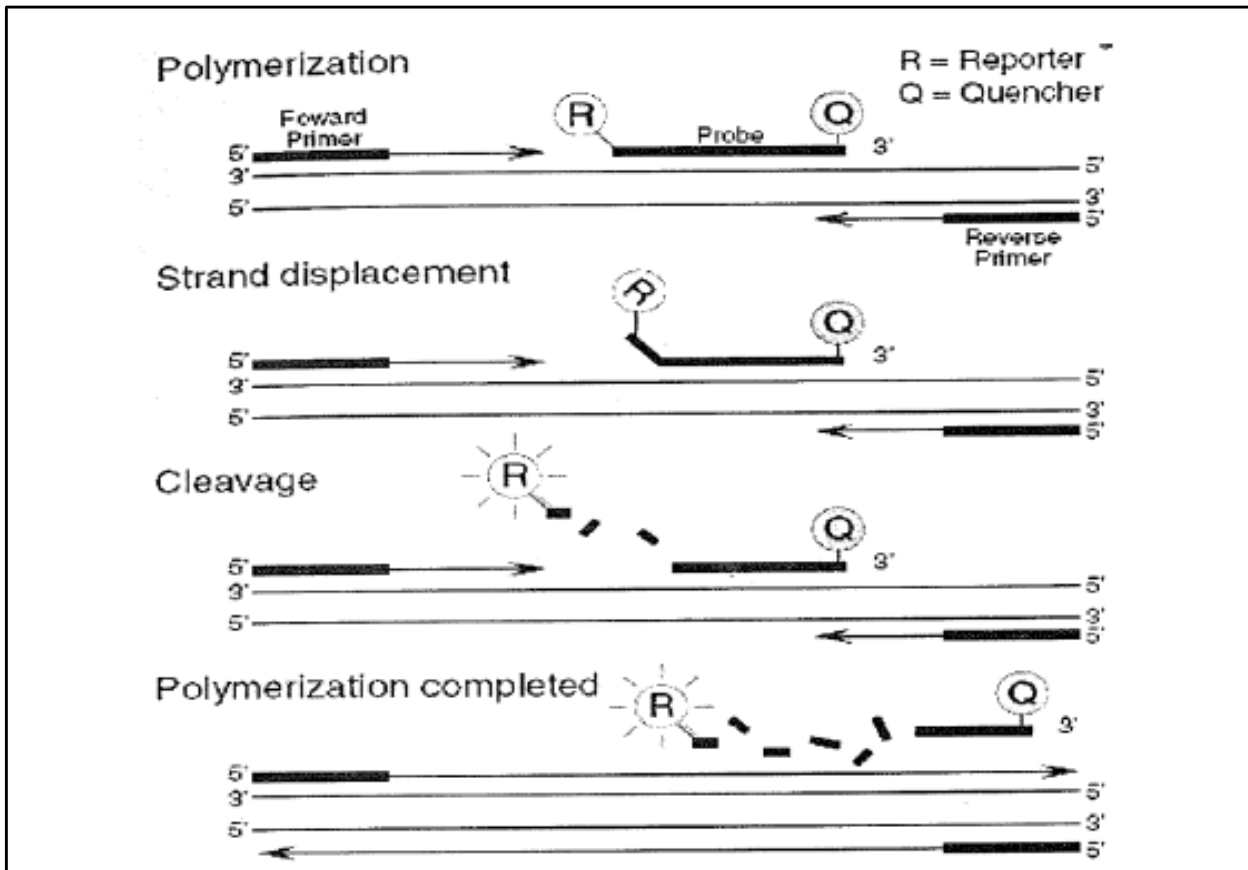 Polymerization
R = Reporter
Q = Quencher
Foward
Primer
R
Probe
Q
3'
5'
3'
5'
5'
3'
5'
Reverse
Primer
Strand displacement
R
Q
3'
5'
3'
5'
5'
3'
5'
Cleavage
R
Q
3'
5'
3'
5'
5'
3'
5'
Polymerization completed
R
Q
3'
5'
3'
5'
5'
3'
5'